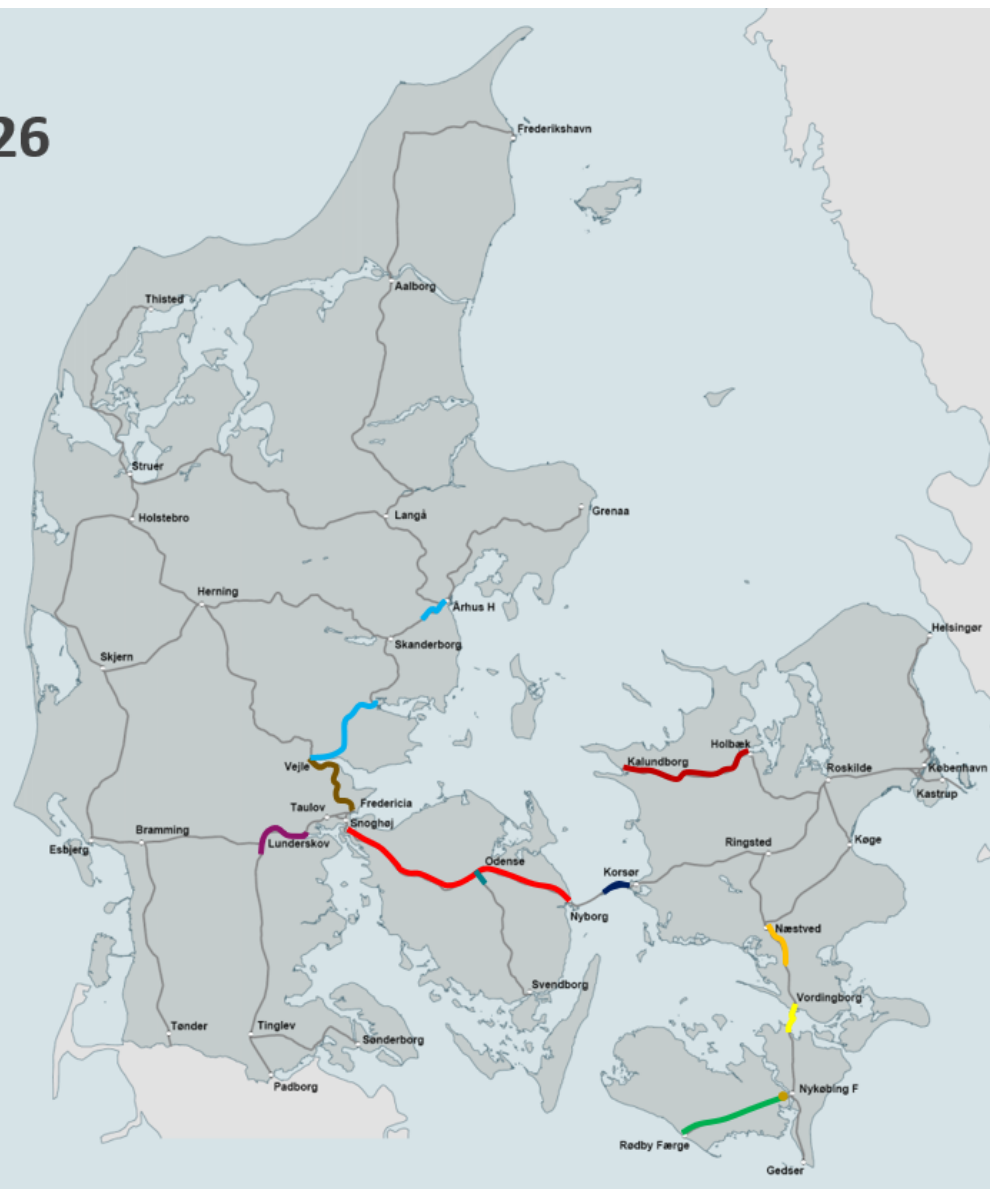 26
Frederikshavn
Aalborg
Thisted
Struer
Holstebro
Langå
Grenaa
Herning
Århus H
Skanderborg
Skjern
Helsingør
Vejle
Holbæk
Kalundborg
Roskilde
København
Kastrup
Taulov
Fredericia
Snoghøj
Bramming
Lunderskov
Esbjerg
Ringsted
Køge
Odense
Korsør
Nyborg
Næstved
Svendborg
Vordingborg
Tønder
Tinglev
Sønderborg
Padborg
Nykøbing F
Rødby Færge
Gedser